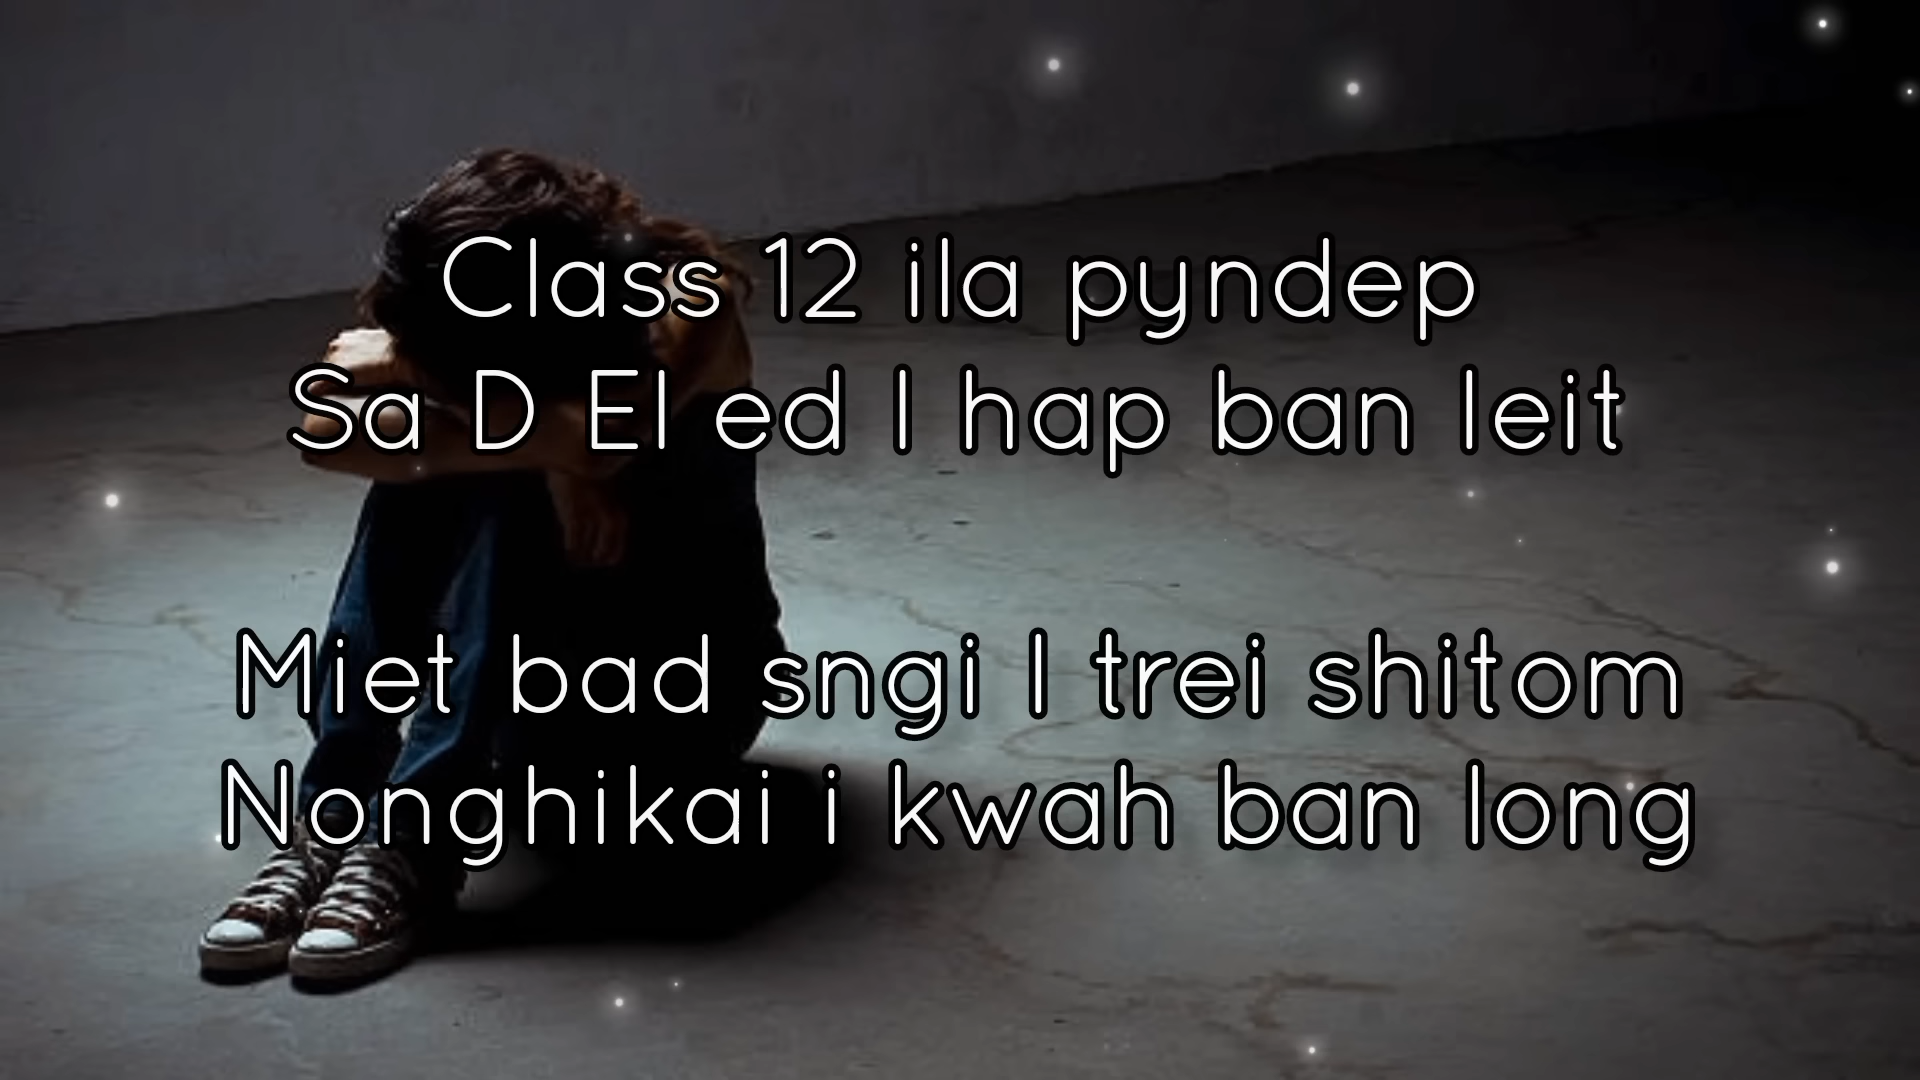 Class 12 ila pyndep
Sa D El ed I hap ban leit
Miet bad sngi I trei shitom
Nonghikai i kwah ban long